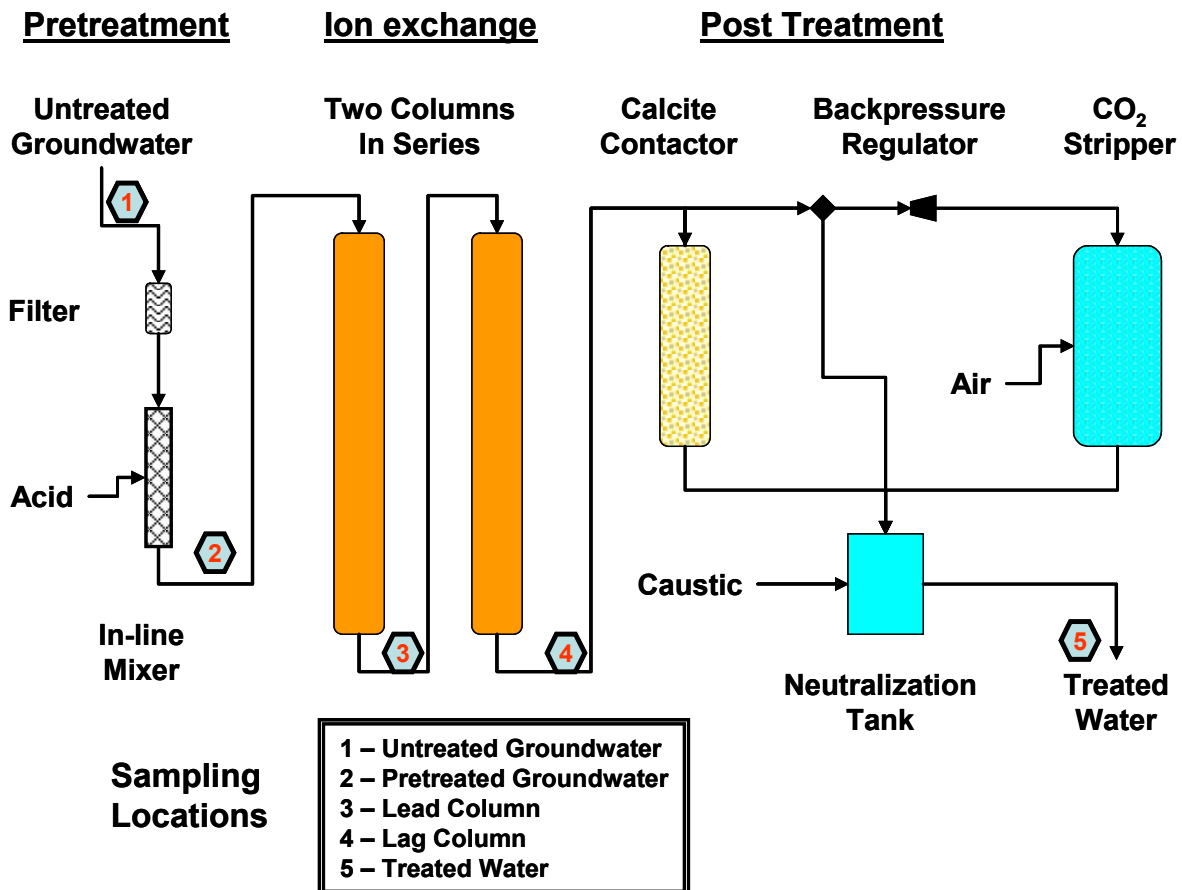 Pretreatment
Ion exchange
Post Treatment
Untreated
Groundwater
Two Columns
In Series
Calcite
Contactor
Backpressure
Regulator
CO₂
Stripper
1
Filter
Air
Acid
2
Caustic
In-line
Mixer
3
4
5
Neutralization
Tank
Treated
Water
Sampling
Locations
1 – Untreated Groundwater
2 – Pretreated Groundwater
3 – Lead Column
4 – Lag Column
5 – Treated Water